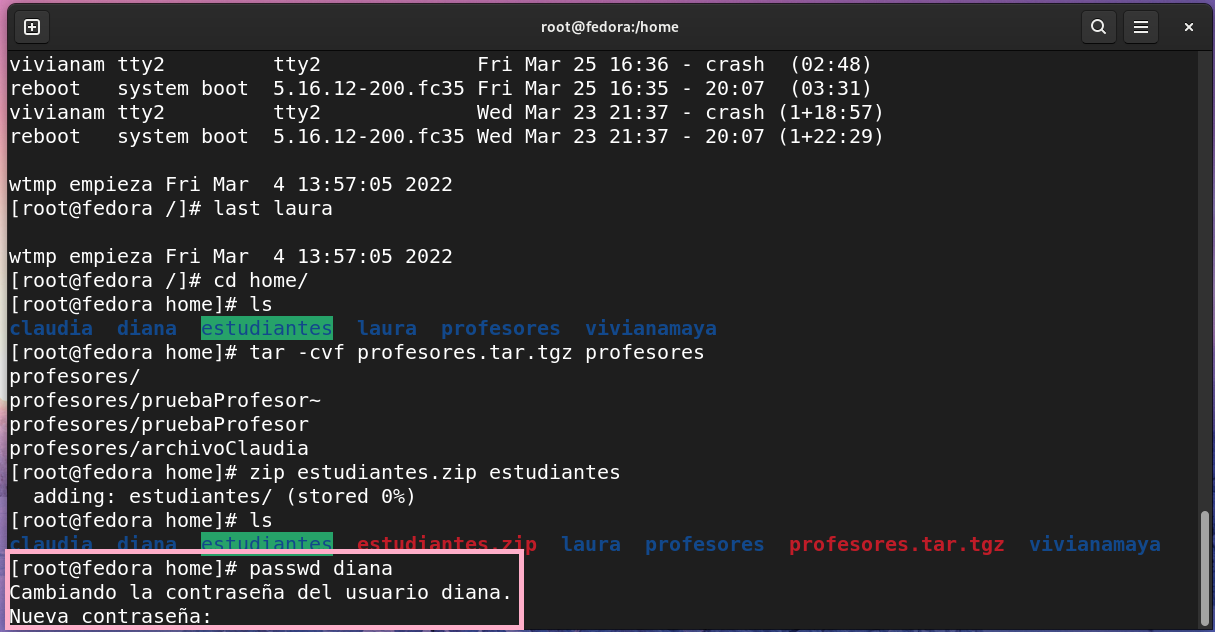 root@fedora:/home
vivianam tty2         tty2             Fri Mar 25 16:36 - crash  (02:48)
reboot   system boot  5.16.12-200.fc35 Fri Mar 25 16:35 - 20:07  (03:31)
vivianam tty2         tty2             Wed Mar 23 21:37 - crash (1+18:57)
reboot   system boot  5.16.12-200.fc35 Wed Mar 23 21:37 - 20:07 (1+22:29)
wtmp empieza Fri Mar  4 13:57:05 2022
[root@fedora /]# last laura
wtmp empieza Fri Mar  4 13:57:05 2022
[root@fedora /]# cd home/
[root@fedora home]# ls
claudia  diana  estudiantes  laura  profesores  vivianamaya
[root@fedora home]# tar -cvf profesores.tar.tgz profesores
profesores/
profesores/pruebaProfesor~
profesores/pruebaProfesor
profesores/archivoClaudia
[root@fedora home]# zip estudiantes.zip estudiantes
  adding: estudiantes/ (stored 0%)
[root@fedora home]# ls
claudia  diana  estudiantes  estudiantes.zip  laura  profesores  profesores.tar.tgz  vivianamaya
[root@fedora home]# passwd diana
Cambiando la contraseña del usuario diana.
Nueva contraseña: